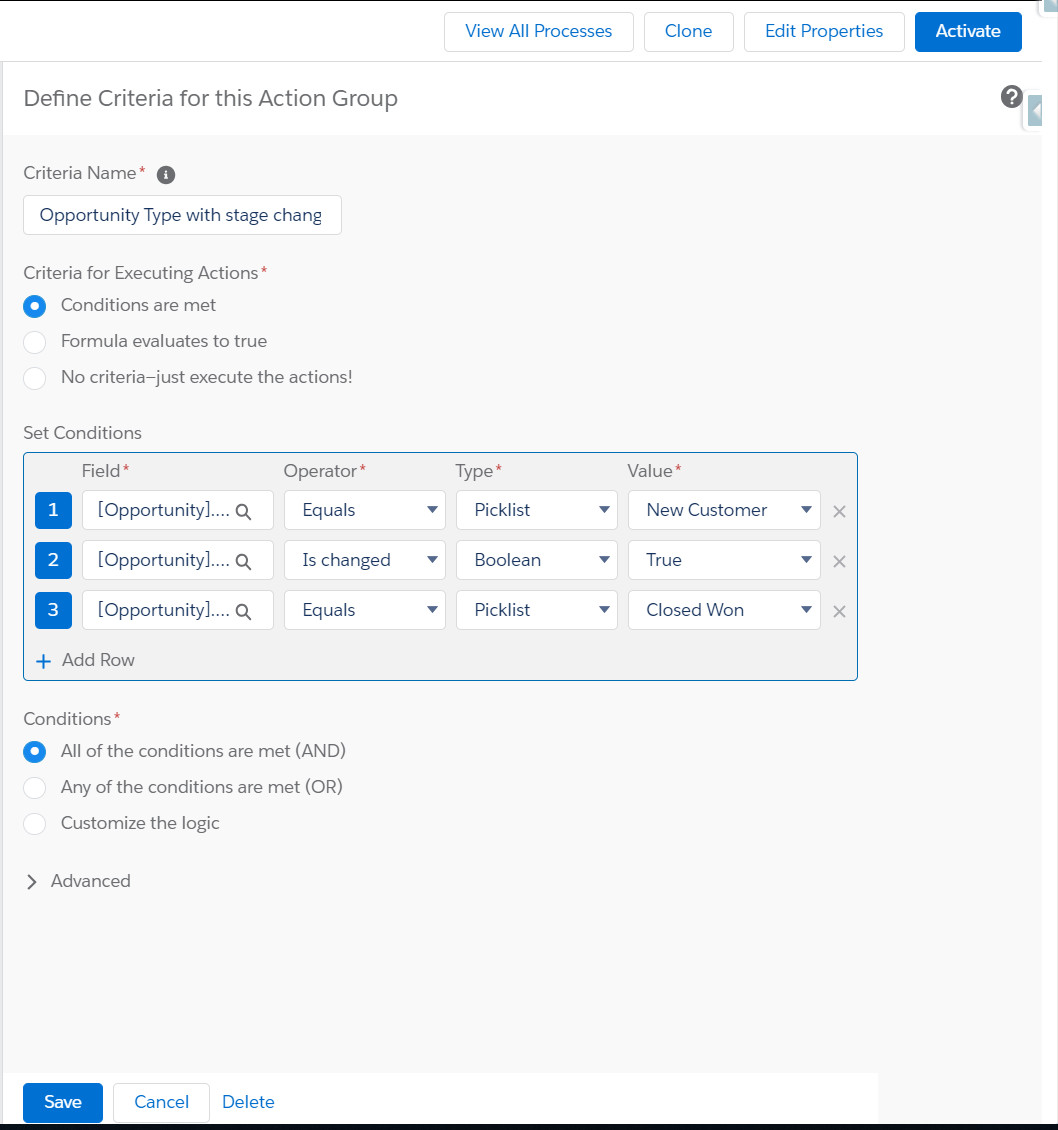 View All Processes Clone Edit Properties Activate
Define Criteria for this Action Group ?
Criteria Name* i
Opportunity Type with stage chang
Criteria for Executing Actions*
Conditions are met
Formula evaluates to true
No criteria–just execute the actions!
Set Conditions
Field* Operator* Type* Value*
1 [Opportunity].... Equals Picklist New Customer
2 [Opportunity].... Is changed Boolean True
3 [Opportunity].... Equals Picklist Closed Won
+ Add Row
Conditions*
All of the conditions are met (AND)
Any of the conditions are met (OR)
Customize the logic
Advanced
Save Cancel Delete